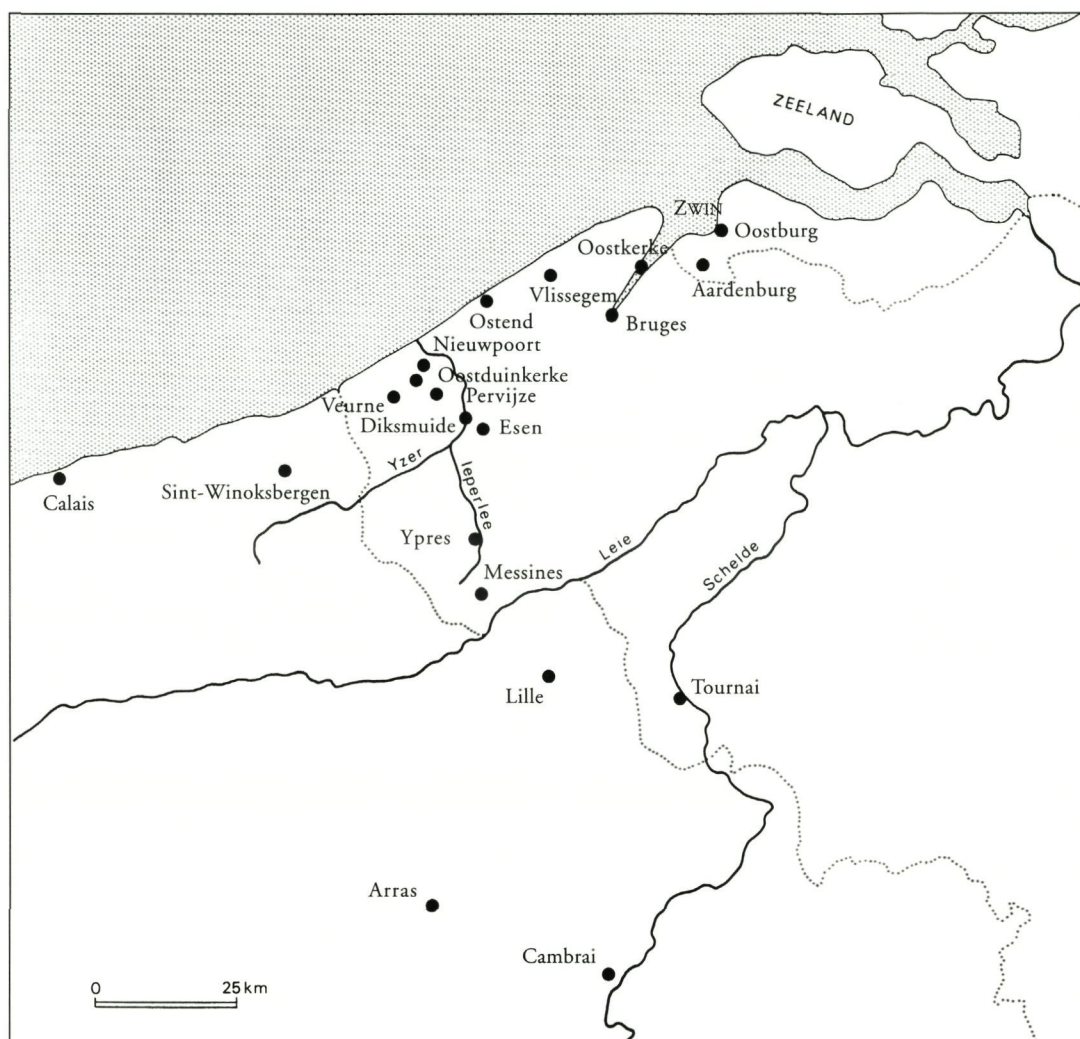 ZEELAND
ZWIN
Oostburg
Oostkerke
Aardenburg
Vlissegem
Bruges
Ostend
Nieuwpoort
Oostduinkerke
Pervijze
Veurne
Diksmuide
Esen
Yzer
Ieperlee
Sint-Winoksbergen
Calais
Ypres
Messines
Leie
Schelde
Lille
Tournai
Arras
Cambrai
0 25 km